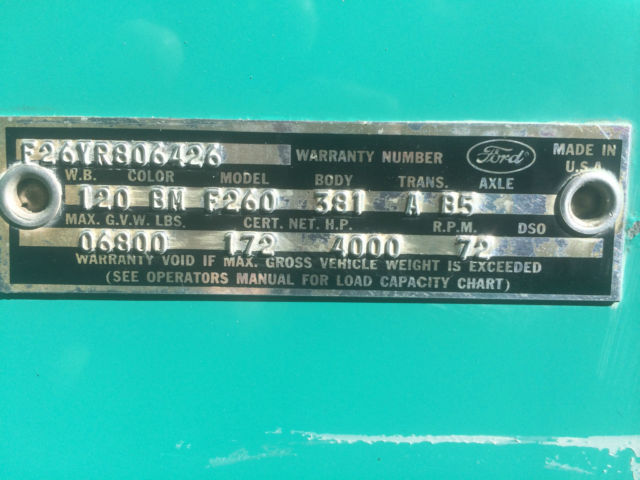 F26YR806426 WARRANTY NUMBER Ford MADE IN U.S.A.
W.B. COLOR MODEL BODY TRANS. AXLE
120 BM F260 381 A B5
MAX. G.V.W. LBS. CERT. NET. H.P. R.P.M. DSO
06800 172 4000 72
WARRANTY VOID IF MAX. GROSS VEHICLE WEIGHT IS EXCEEDED
(SEE OPERATORS MANUAL FOR LOAD CAPACITY CHART)